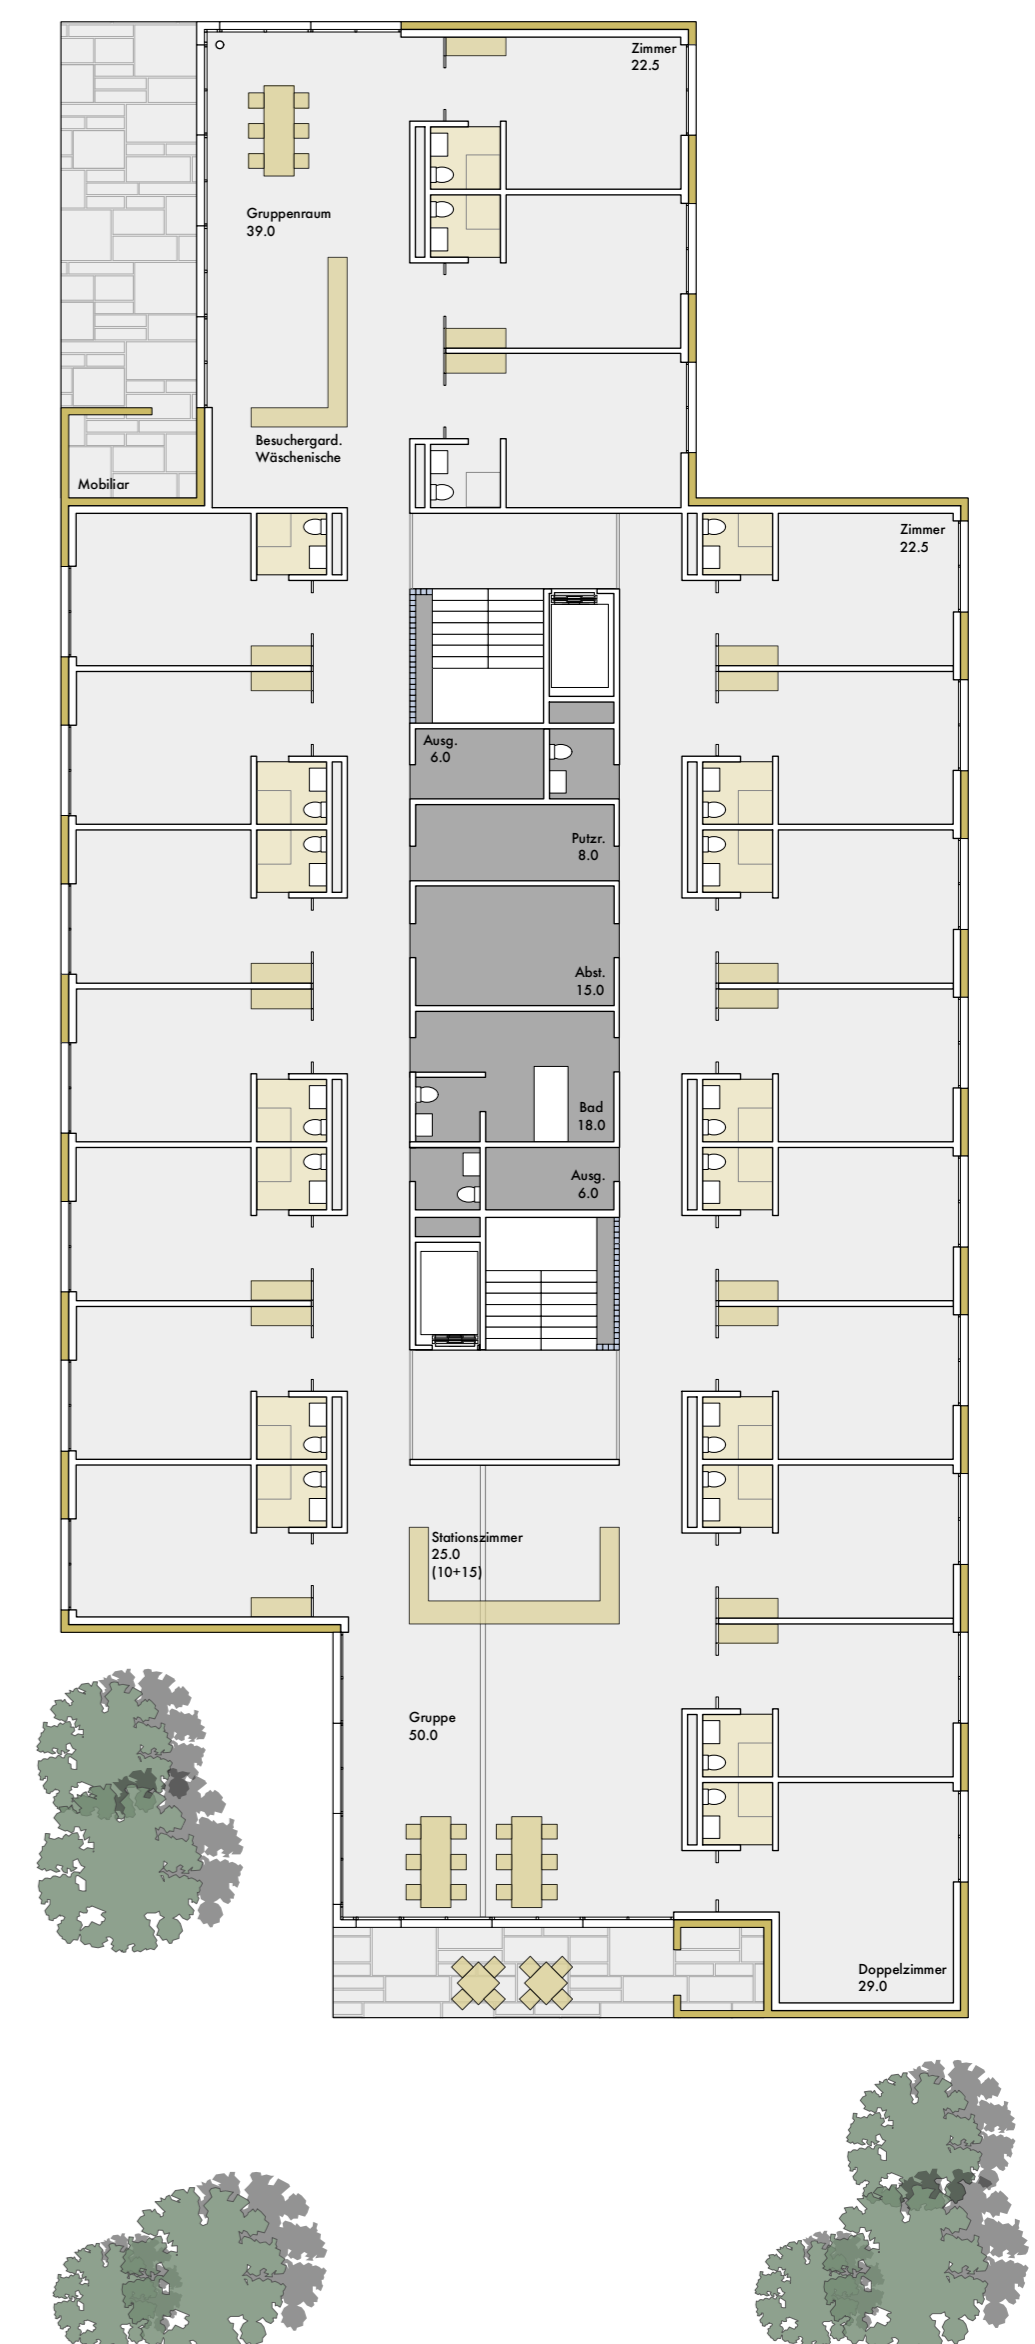 Zimmer
22.5
Gruppenraum
39.0
Besuchergard.
Wäschenische
Mobiliar
Zimmer
22.5
Ausg.
6.0
Putzr.
8.0
Abst.
15.0
Bad
18.0
Ausg.
6.0
Stationszimmer
25.0
(10+15)
Gruppe
50.0
Doppelzimmer
29.0